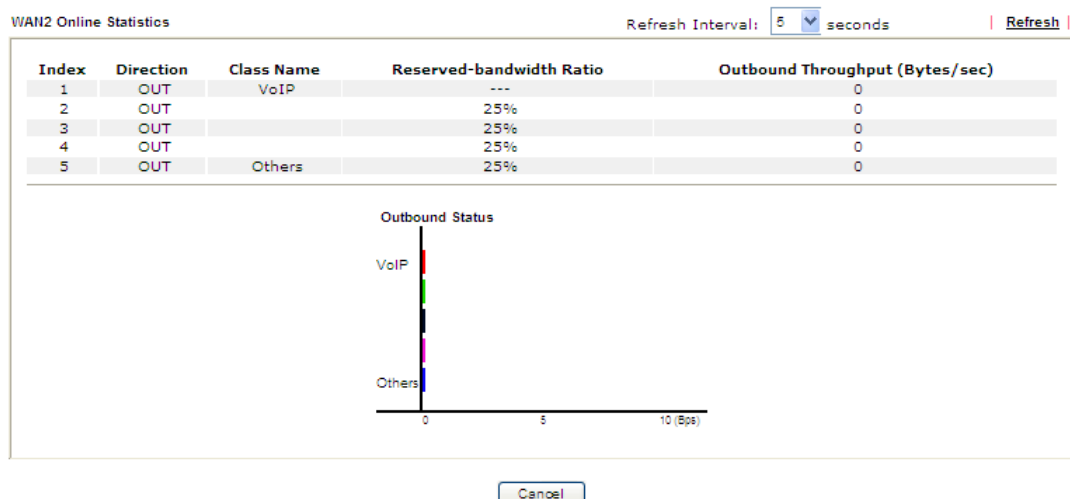 WAN2 Online Statistics Refresh Interval: 5 seconds | Refresh |
Index Direction Class Name Reserved-bandwidth Ratio Outbound Throughput (Bytes/sec)
1 OUT VoIP --- 0
2 OUT 25% 0
3 OUT 25% 0
4 OUT 25% 0
5 OUT Others 25% 0
Outbound Status
VoIP
Others
0 5 10 (Bps)
Cancel